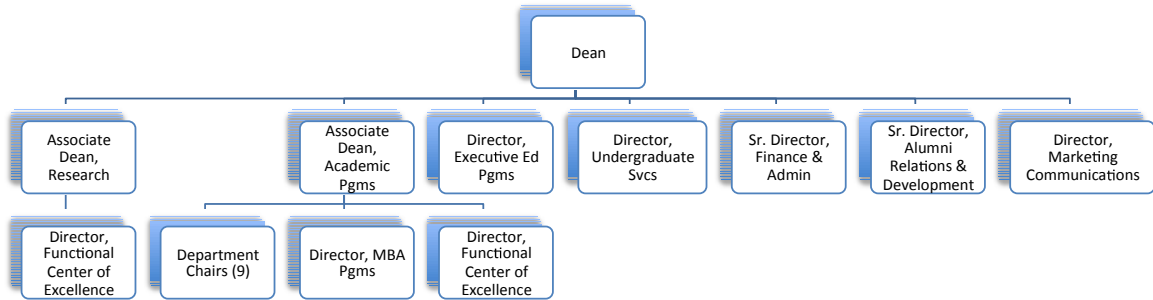 Dean
Associate
Dean,
Research
Associate
Dean,
Academic
Pgms
Director,
Executive Ed
Pgms
Director,
Undergraduate
Svcs
Sr. Director,
Finance &
Admin
Sr. Director,
Alumni
Relations &
Development
Director,
Marketing
Communications
Director,
Functional
Center of
Excellence
Department
Chairs (9)
Director, MBA
Pgms
Director,
Functional
Center of
Excellence